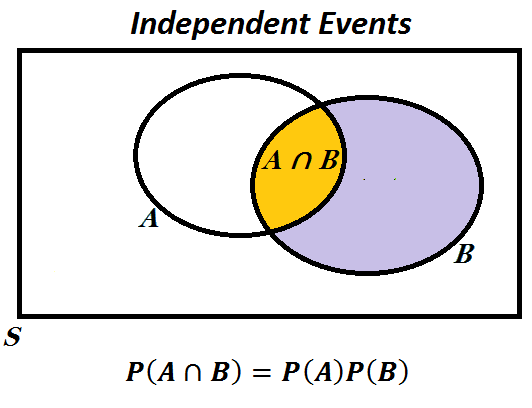 Independent Events
A ∩ B
A
B
S
P(A ∩ B) = P(A)P(B)